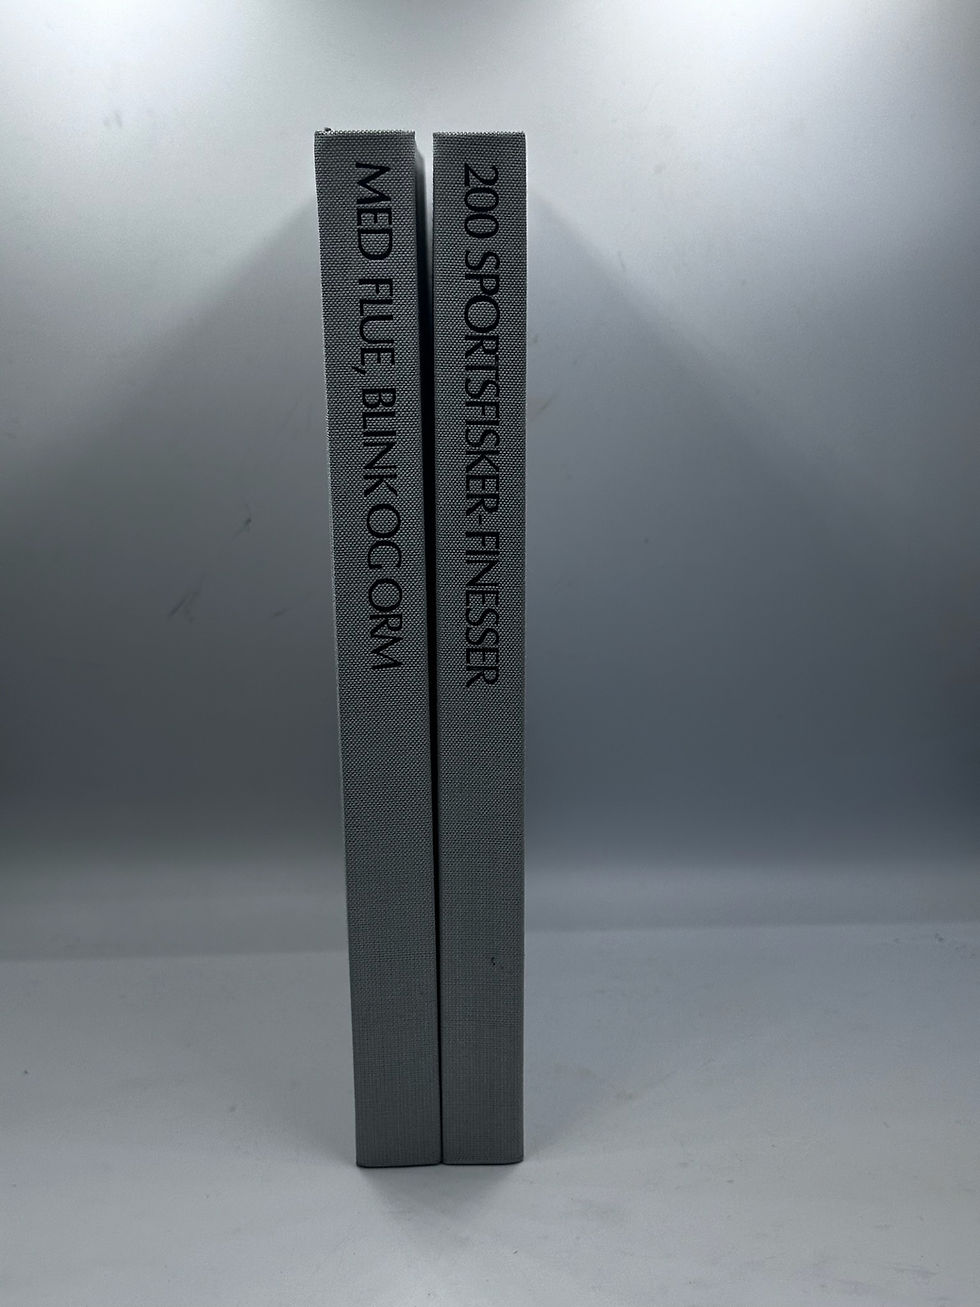 MED FLUE, BLINK OG ORM
200 SPORTSFISKER-FINESSER